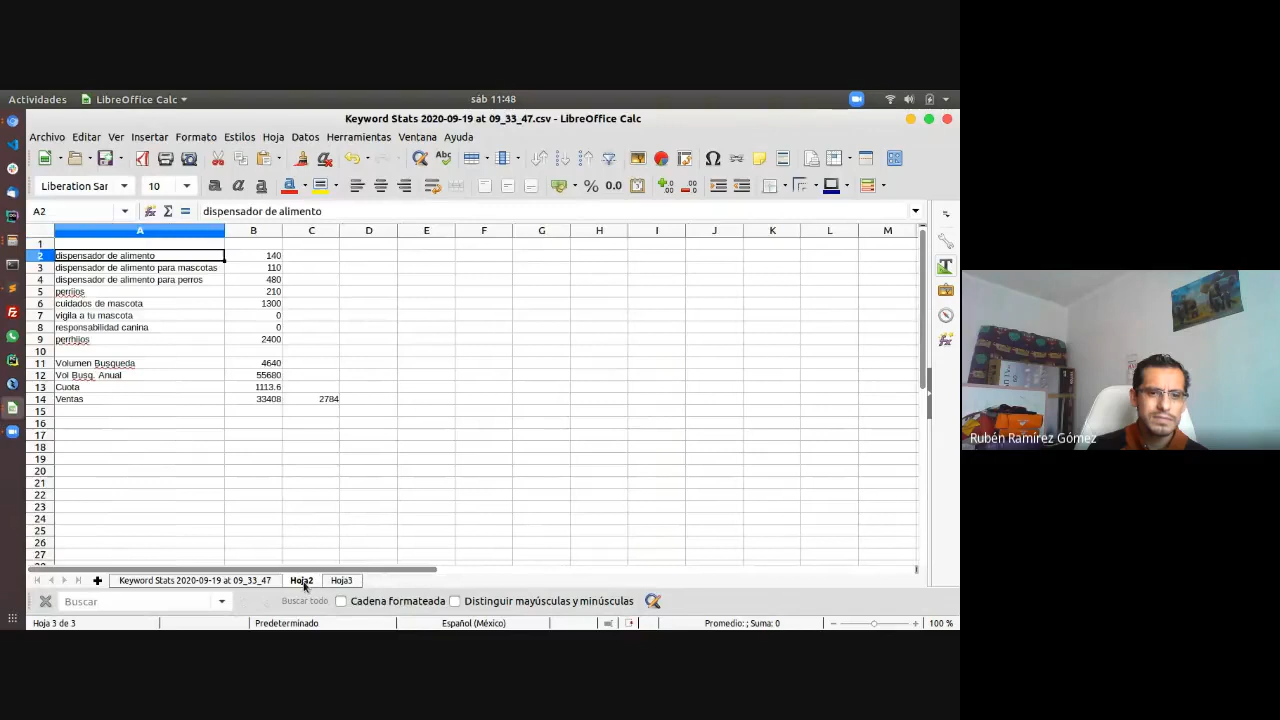 Actividades LibreOffice Calc sáb 11:48
Keyword Stats 2020-09-19 at 09_33_47.csv - LibreOffice Calc
Archivo Editar Ver Insertar Formato Estilos Hoja Datos Herramientas Ventana Ayuda
Liberation Sar 10
A2 dispensador de alimento
A B C D E F G H I J K L M
1
2 dispensador de alimento 140
3 dispensador de alimento para mascotas 110
4 dispensador de alimento para perros 480
5 perrijos 210
6 cuidados de mascota 1300
7 vigila a tu mascota 0
8 responsabilidad canina 0
9 perrhijos 2400
10
11 Volumen Busqueda 4640
12 Vol Busq. Anual 55680
13 Cuota 1113.6
14 Ventas 33408 2784
15
16
17
18
19
20
21
22
23
24
25
26
27
Keyword Stats 2020-09-19 at 09_33_47 Hoja2 Hoja3
Buscar Buscar todo Cadena formateada Distinguir mayúsculas y minúsculas
Hoja 3 de 3 Predeterminado Español (México) Promedio: ; Suma: 0 100 %
Rubén Ramírez Gómez